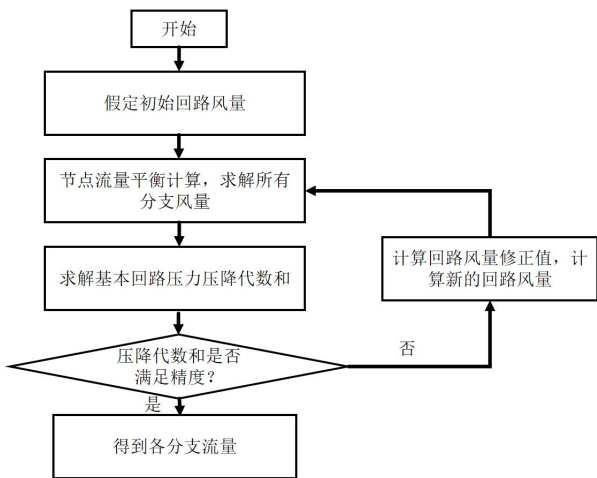 开始
假定初始回路风量
节点流量平衡计算，求解所有
分支风量
求解基本回路压力压降代数和
计算回路风量修正值，计
算新的回路风量
压降代数和是否
满足精度？
否
是
得到各分支流量